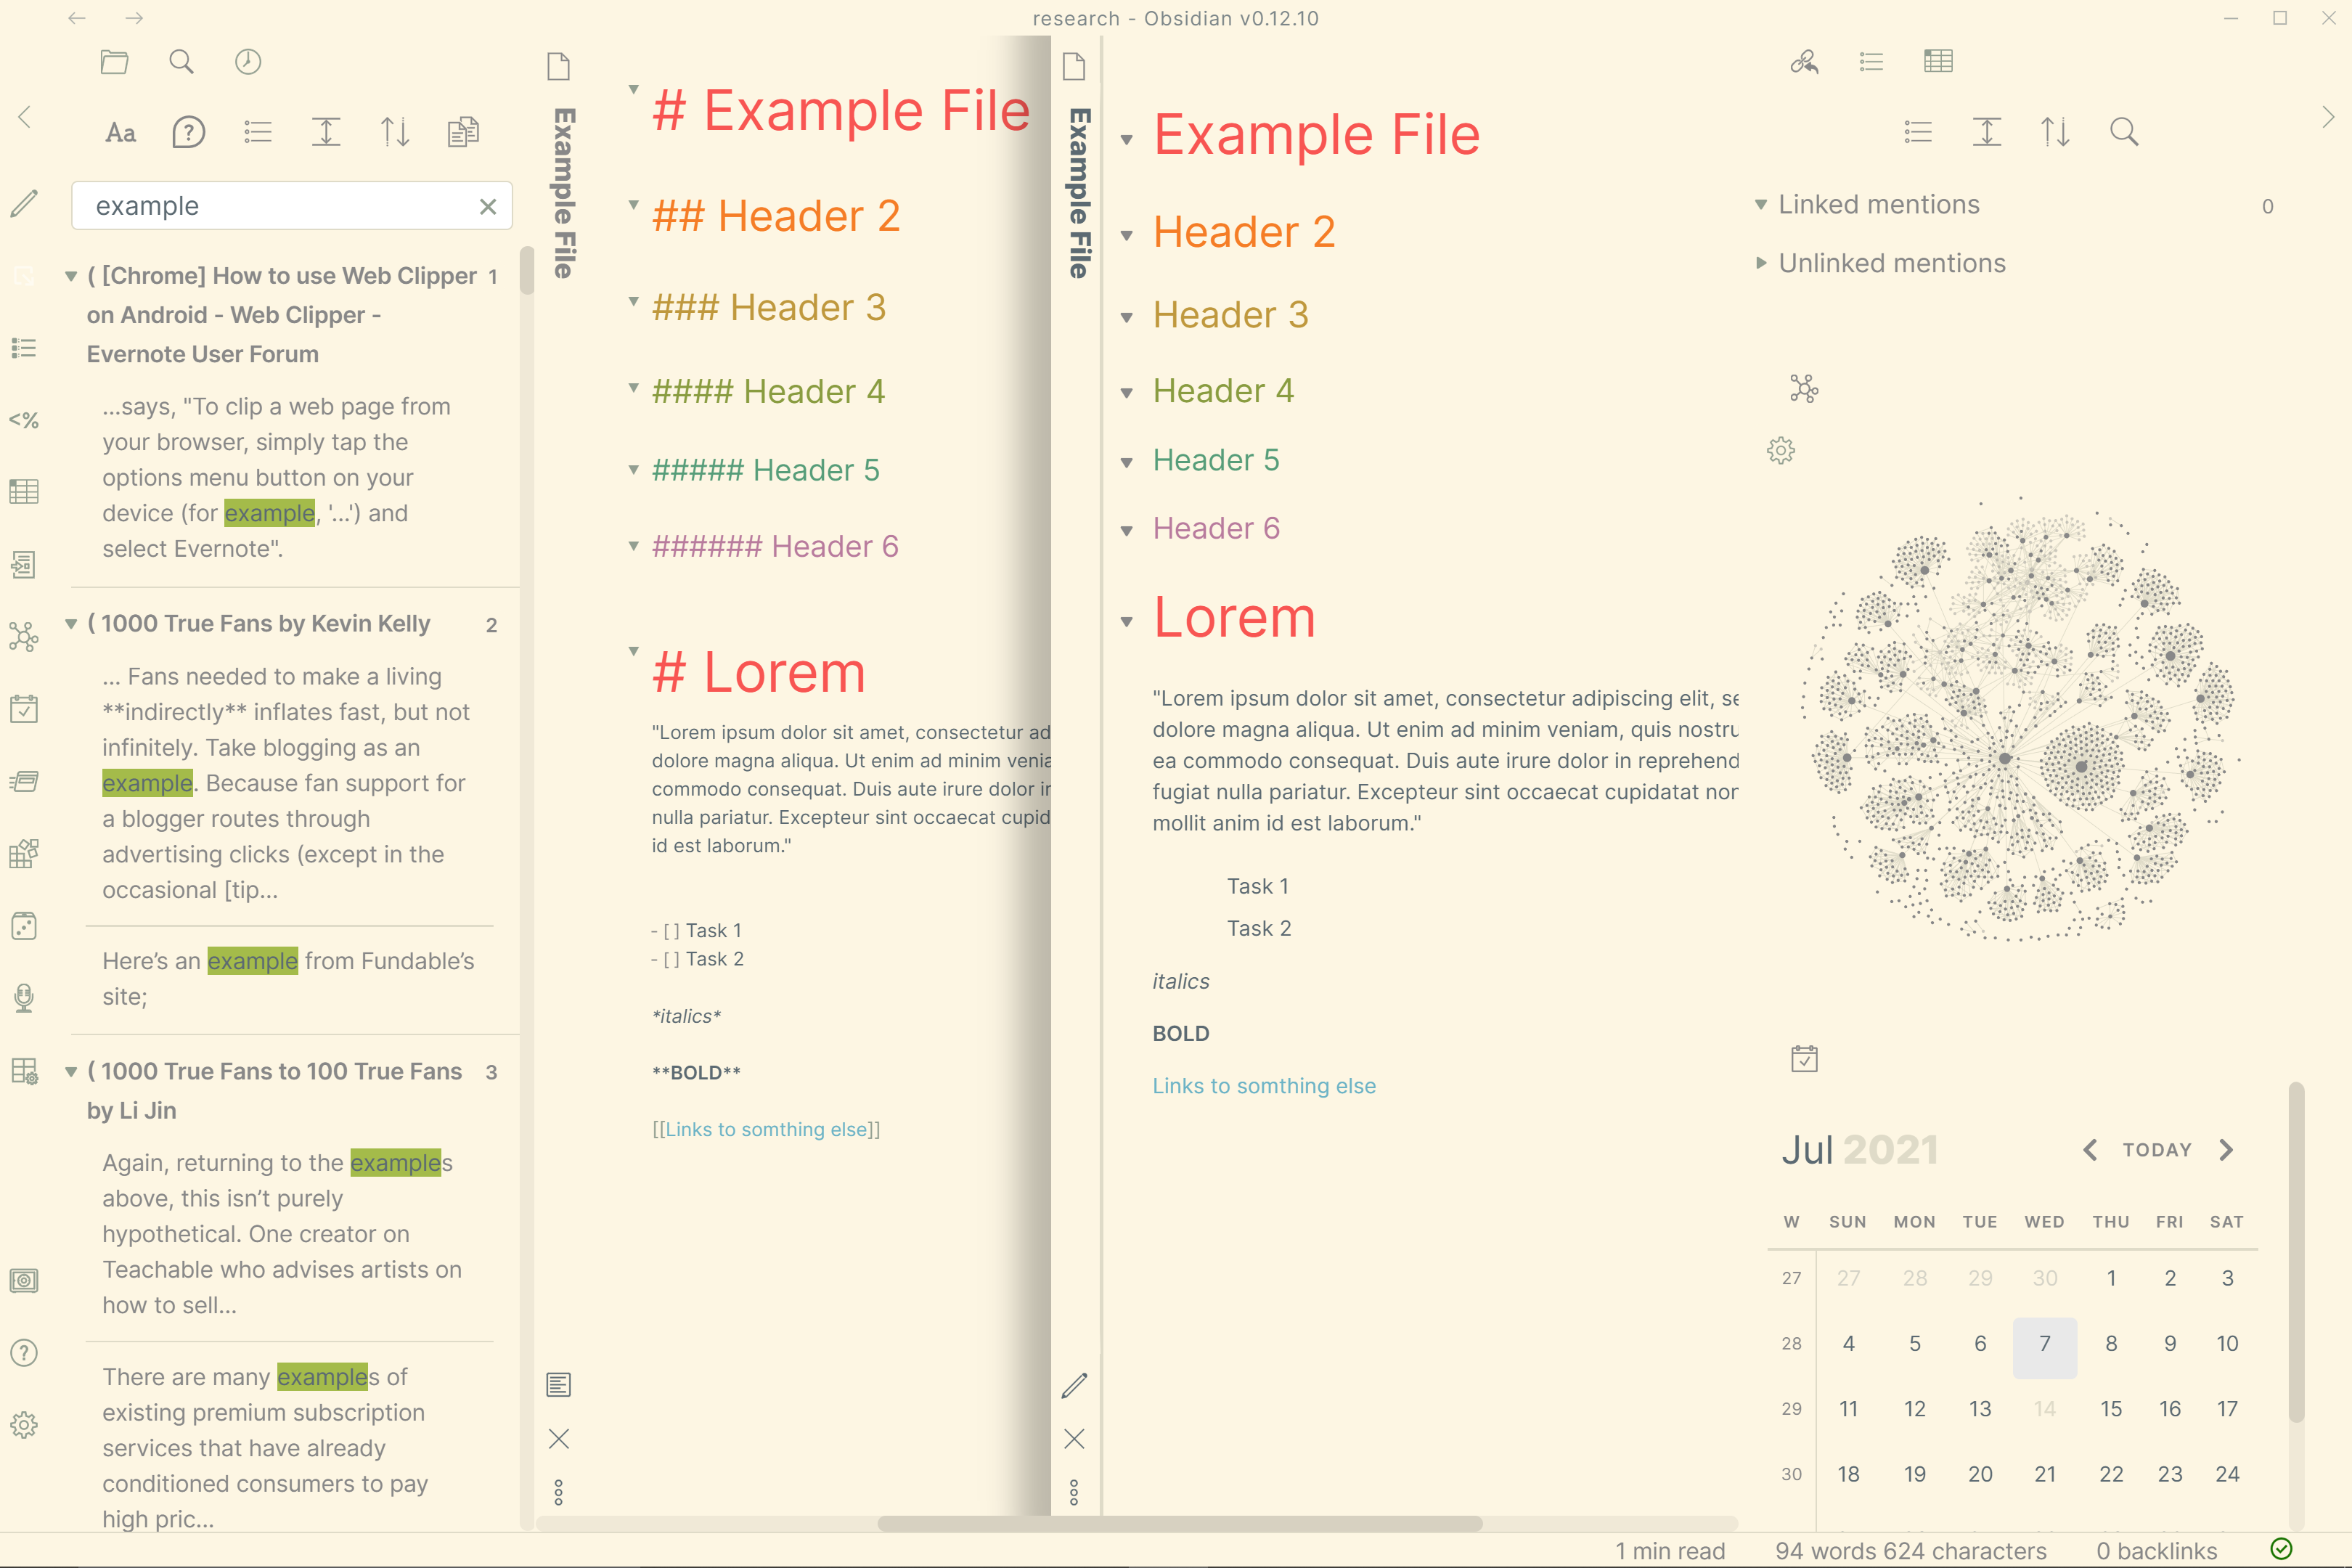 research - Obsidian v0.12.10
Aa
example
( [Chrome] How to use Web Clipper 1
on Android - Web Clipper -
Evernote User Forum
...says, "To clip a web page from
your browser, simply tap the
options menu button on your
device (for example, '...') and
select Evernote".
( 1000 True Fans by Kevin Kelly 2
... Fans needed to make a living
**indirectly** inflates fast, but not
infinitely. Take blogging as an
example. Because fan support for
a blogger routes through
advertising clicks (except in the
occasional [tip...
Here’s an example from Fundable’s
site;
( 1000 True Fans to 100 True Fans 3
by Li Jin
Again, returning to the examples
above, this isn’t purely
hypothetical. One creator on
Teachable who advises artists on
how to sell...
There are many examples of
existing premium subscription
services that have already
conditioned consumers to pay
high pric...
<%
Example File
# Example File
## Header 2
### Header 3
#### Header 4
##### Header 5
###### Header 6
# Lorem
"Lorem ipsum dolor sit amet, consectetur ad
dolore magna aliqua. Ut enim ad minim venia
commodo consequat. Duis aute irure dolor ir
nulla pariatur. Excepteur sint occaecat cupid
id est laborum."
- [ ] Task 1
- [ ] Task 2
*italics*
**BOLD**
[[Links to somthing else]]
Example File
Example File
Header 2
Header 3
Header 4
Header 5
Header 6
Lorem
"Lorem ipsum dolor sit amet, consectetur adipiscing elit, se
dolore magna aliqua. Ut enim ad minim veniam, quis nostru
ea commodo consequat. Duis aute irure dolor in reprehend
fugiat nulla pariatur. Excepteur sint occaecat cupidatat nor
mollit anim id est laborum."
Task 1
Task 2
italics
BOLD
Links to somthing else
Linked mentions 0
Unlinked mentions
Jul 2021 TODAY
W SUN MON TUE WED THU FRI SAT
27 27 28 29 30 1 2 3
28 4 5 6 7 8 9 10
29 11 12 13 14 15 16 17
30 18 19 20 21 22 23 24
1 min read 94 words 624 characters 0 backlinks